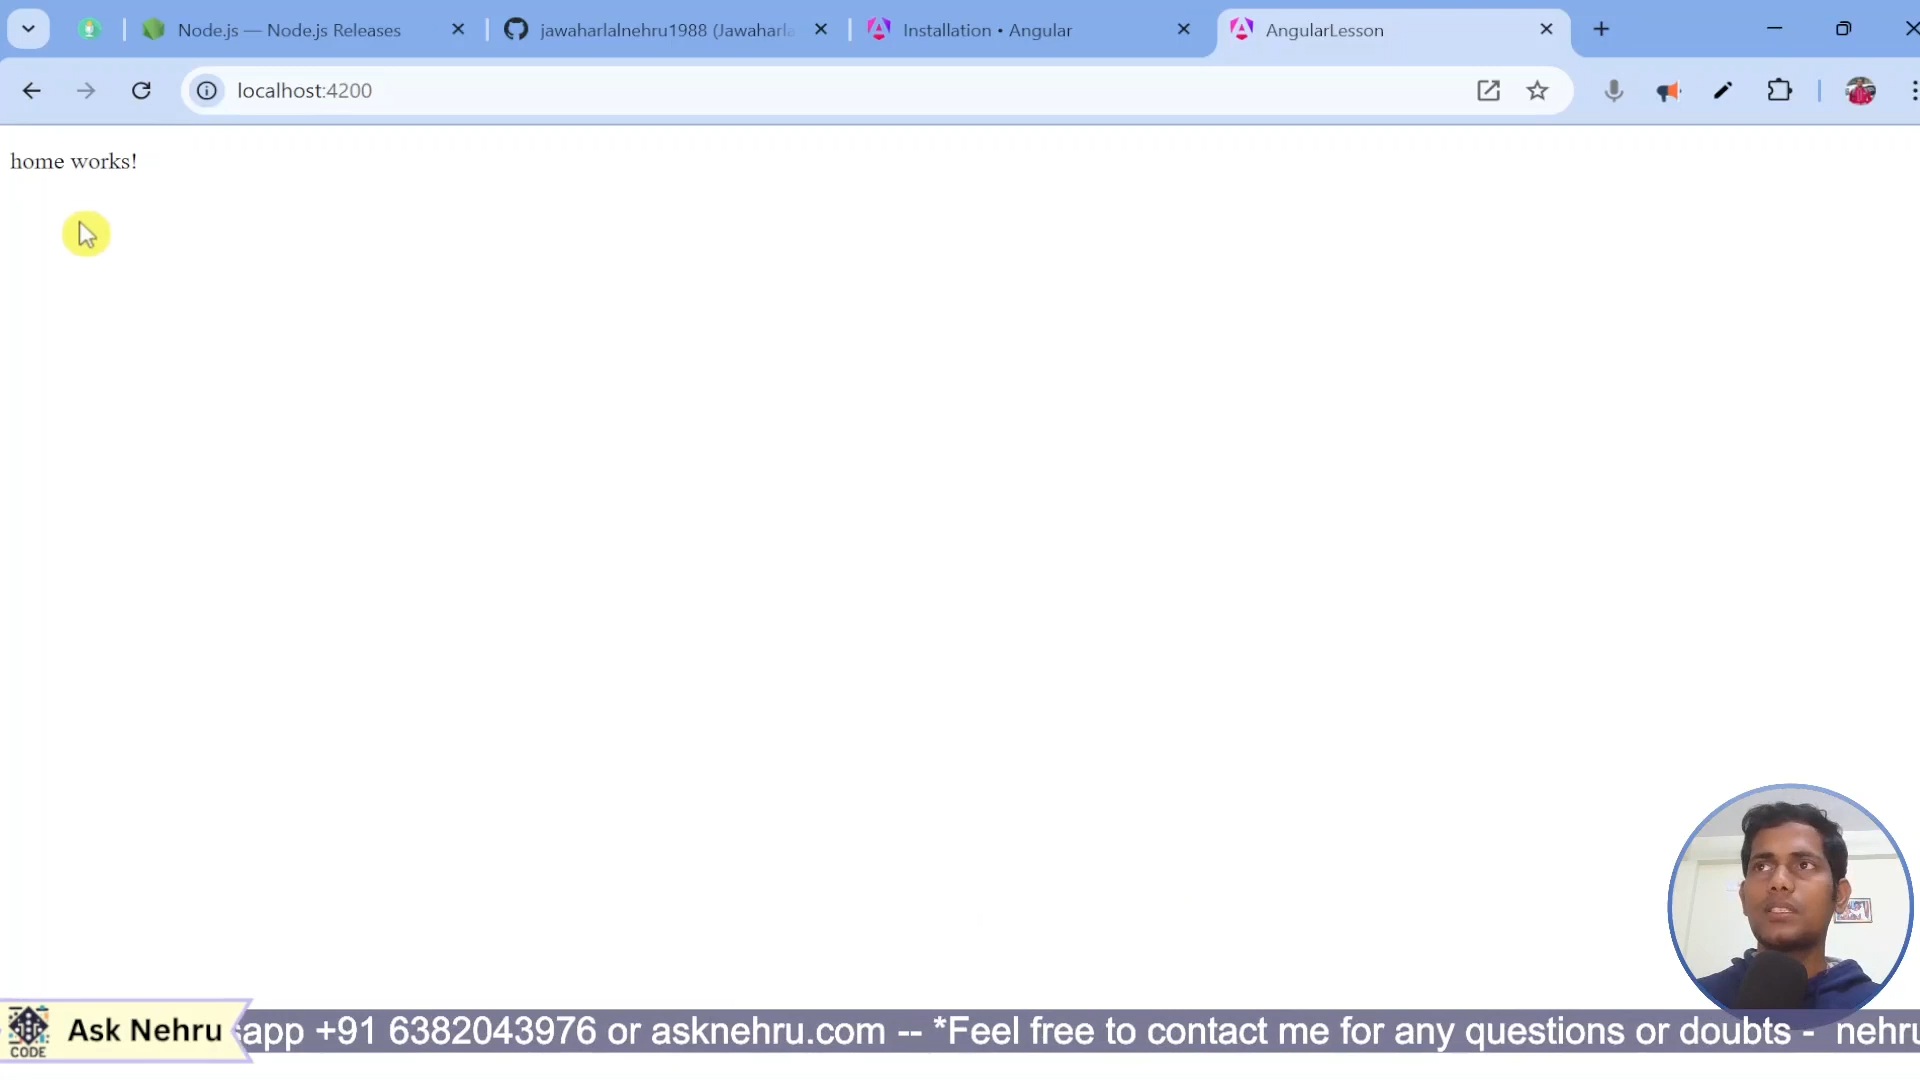 Node.js — Node.js Releases
jawaharlalnehru1988 (Jawaharla
Installation • Angular
AngularLesson
localhost:4200
home works!
CODE
Ask Nehru
sapp +91 6382043976 or asknehru.com -- *Feel free to contact me for any questions or doubts - nehru